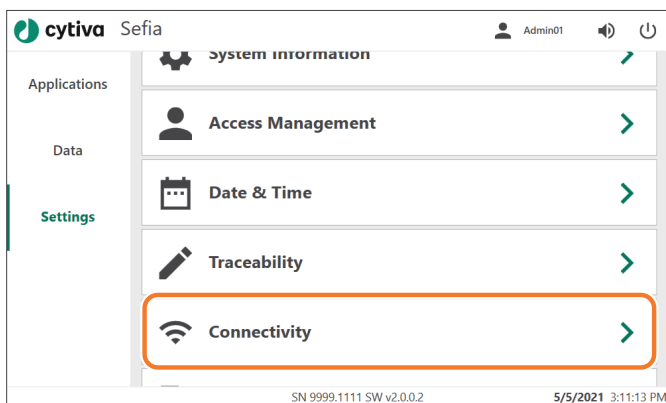 cytiva Sefia Admin01
System Information
Applications
Access Management
Data
Date & Time
Settings
Traceability
Connectivity
SN 9999.1111 SW v2.0.0.2 5/5/2021 3:11:13 PM